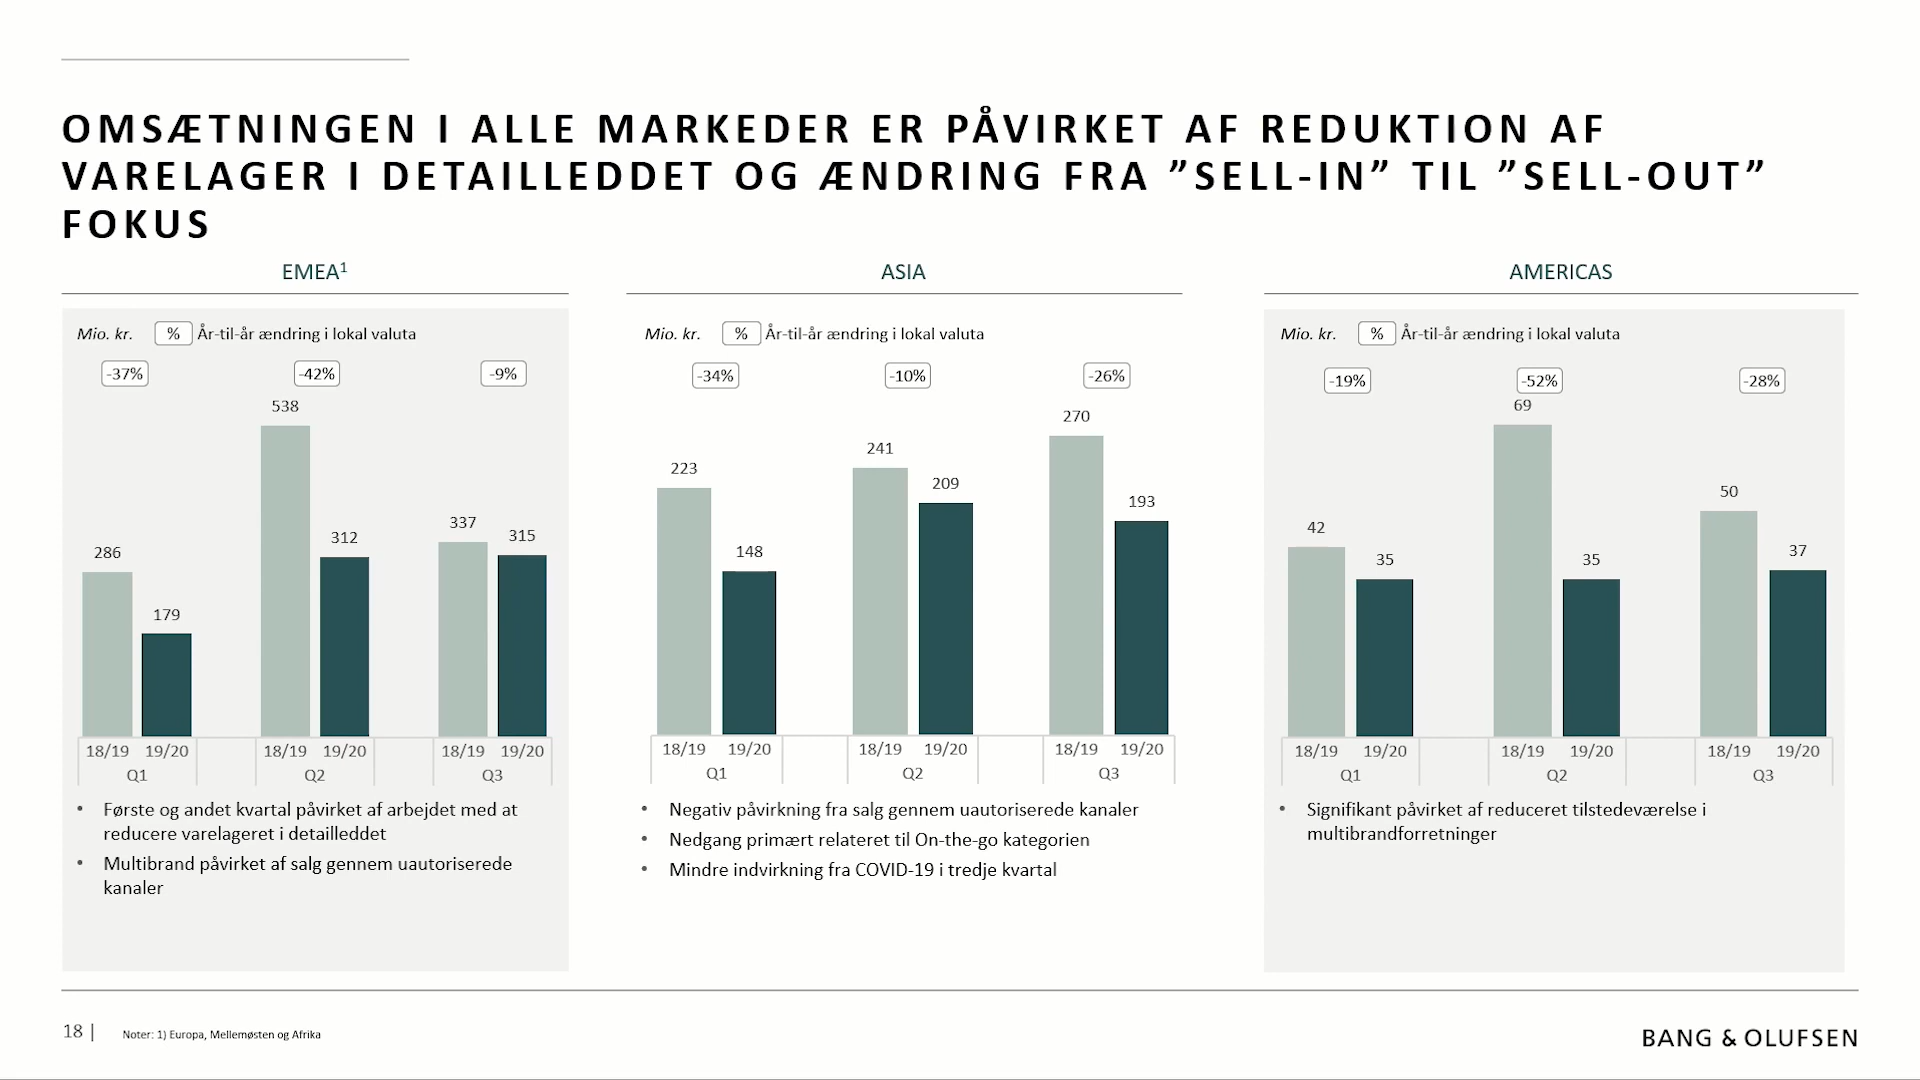 OMSÆTNINGEN I ALLE MARKEDER ER PÅVIRKET AF REDUKTION AF
VARELAGER I DETAILLEDDET OG ÆNDRING FRA ”SELL-IN” TIL ”SELL-OUT”
FOKUS
EMEA¹
Mio. kr. % År-til-år ændring i lokal valuta
-37% -42% -9%
538
337
315
312
286
179
18/19 19/20 18/19 19/20 18/19 19/20
Q1 Q2 Q3
• Første og andet kvartal påvirket af arbejdet med at
reducere varelageret i detailleddet
• Multibrand påvirket af salg gennem uautoriserede
kanaler
ASIA
Mio. kr. % År-til-år ændring i lokal valuta
-34% -10% -26%
270
241
223
209
193
148
18/19 19/20 18/19 19/20 18/19 19/20
Q1 Q2 Q3
• Negativ påvirkning fra salg gennem uautoriserede kanaler
• Nedgang primært relateret til On-the-go kategorien
• Mindre indvirkning fra COVID-19 i tredje kvartal
AMERICAS
Mio. kr. % År-til-år ændring i lokal valuta
-19% -52% -28%
69
50
42
37
35 35
18/19 19/20 18/19 19/20 18/19 19/20
Q1 Q2 Q3
• Signifikant påvirket af reduceret tilstedeværelse i
multibrandforretninger
18 | Noter: 1) Europa, Mellemøsten og Afrika
BANG & OLUFSEN